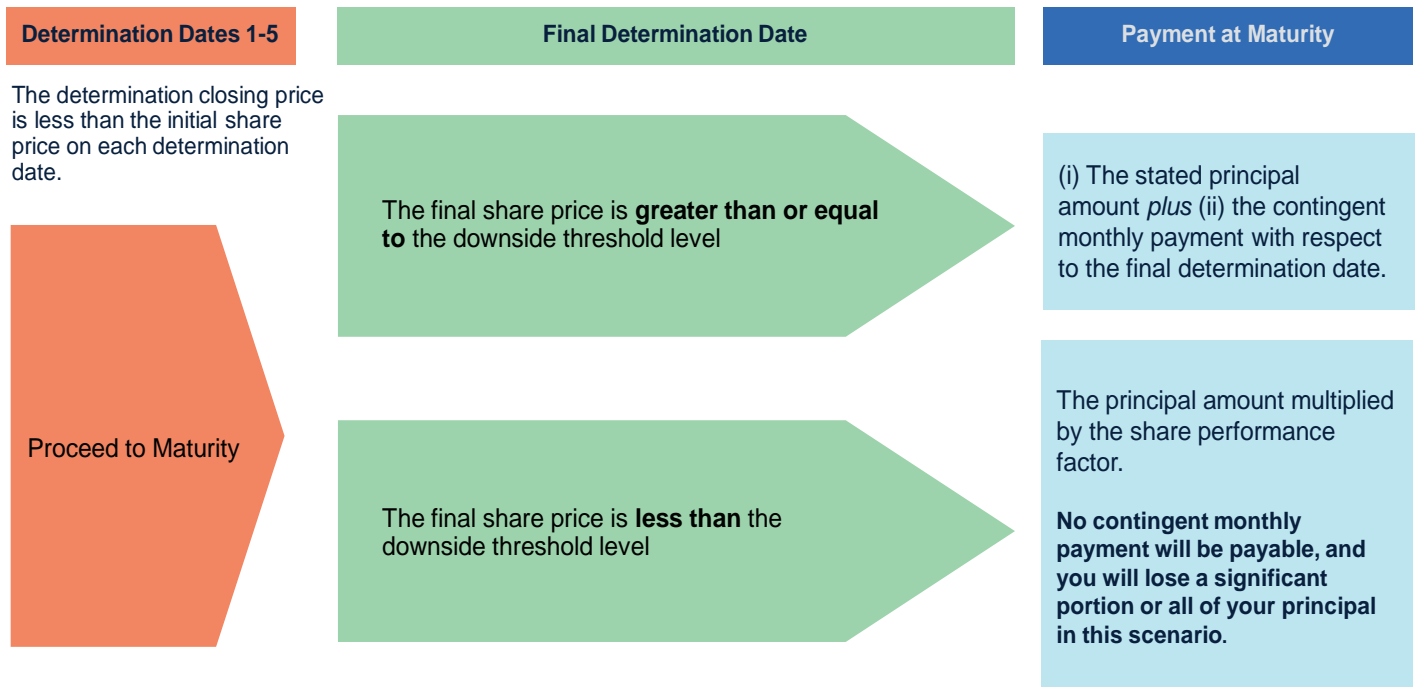 Determination Dates 1-5
Final Determination Date
Payment at Maturity
The determination closing price
is less than the initial share
price on each determination
date.
Proceed to Maturity
The final share price is greater than or equal
to the downside threshold level
(i) The stated principal
amount plus (ii) the contingent
monthly payment with respect
to the final determination date.
The final share price is less than the
downside threshold level
The principal amount multiplied
by the share performance
factor.
No contingent monthly
payment will be payable, and
you will lose a significant
portion or all of your principal
in this scenario.